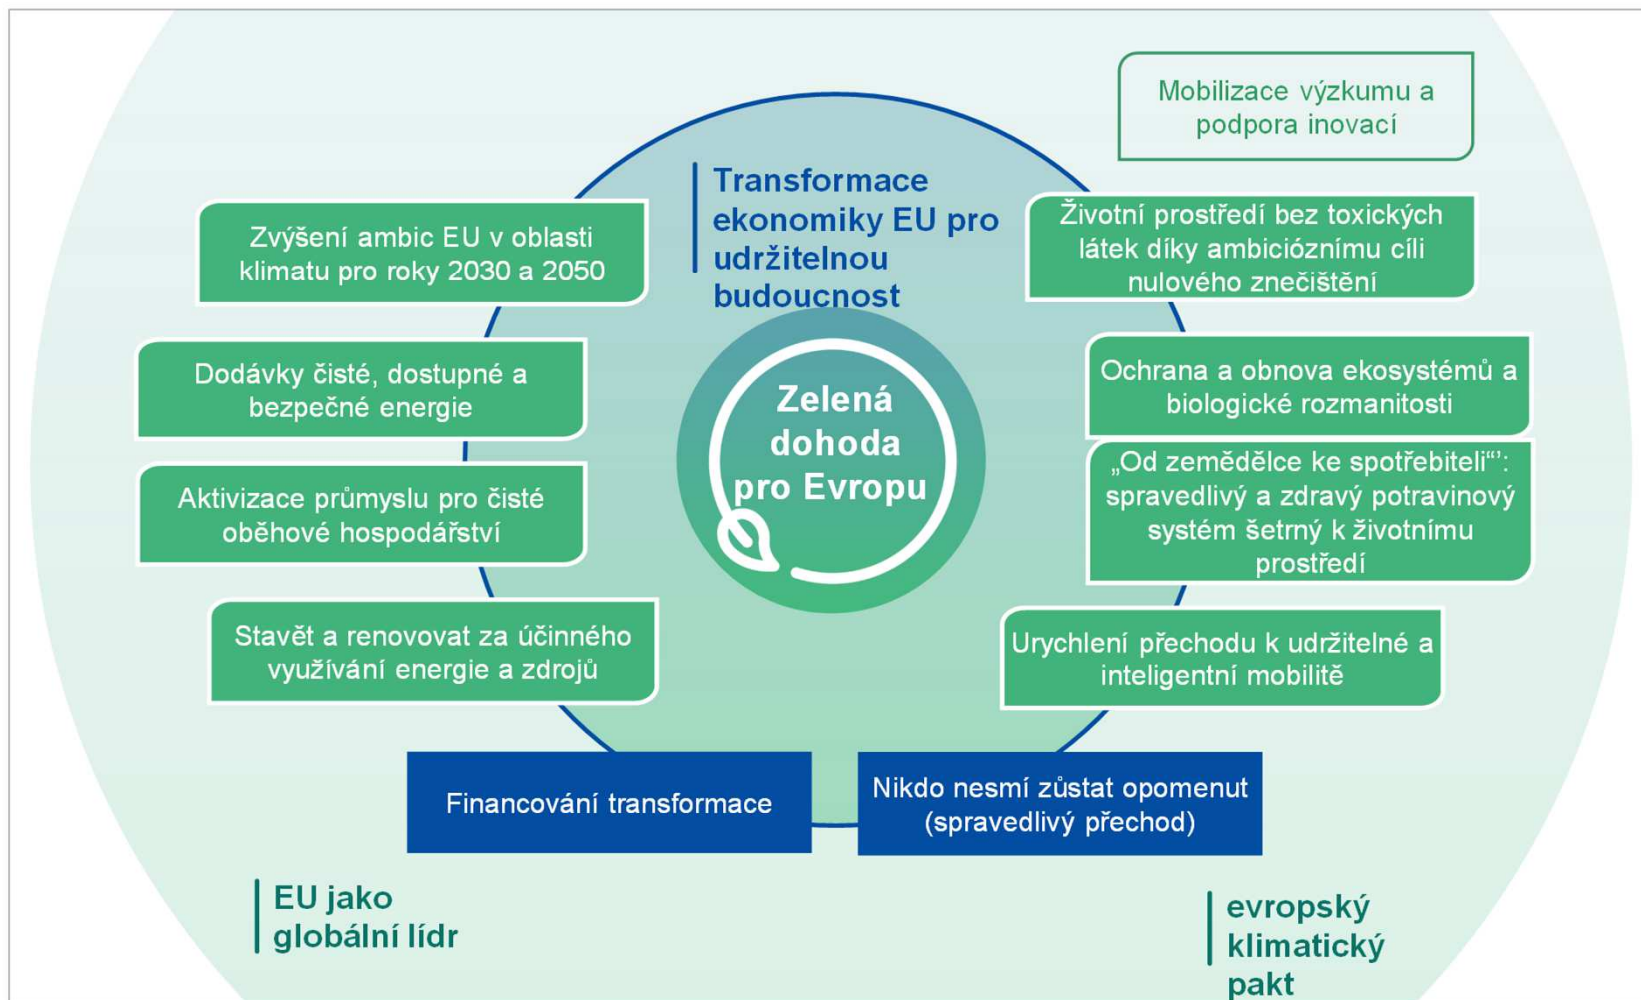 Mobilizace výzkumu a
podpora inovací
Transformace
ekonomiky EU pro
udržitelnou
budoucnost
Zvýšení ambic EU v oblasti
klimatu pro roky 2030 a 2050
Životní prostředí bez toxických
látek díky ambicióznímu cíli
nulového znečištění
Dodávky čisté, dostupné a
bezpečné energie
Zelená
dohoda
pro Evropu
Ochrana a obnova ekosystémů a
biologické rozmanitosti
Aktivizace průmyslu pro čisté
oběhové hospodářství
„Od zemědělce ke spotřebiteli“':
spravedlivý a zdravý potravinový
systém šetrný k životnímu
prostředí
Stavět a renovovat za účinného
využívání energie a zdrojů
Urychlení přechodu k udržitelné a
inteligentní mobilitě
Financování transformace
Nikdo nesmí zůstat opomenut
(spravedlivý přechod)
EU jako
globální lídr
evropský
klimatický
pakt